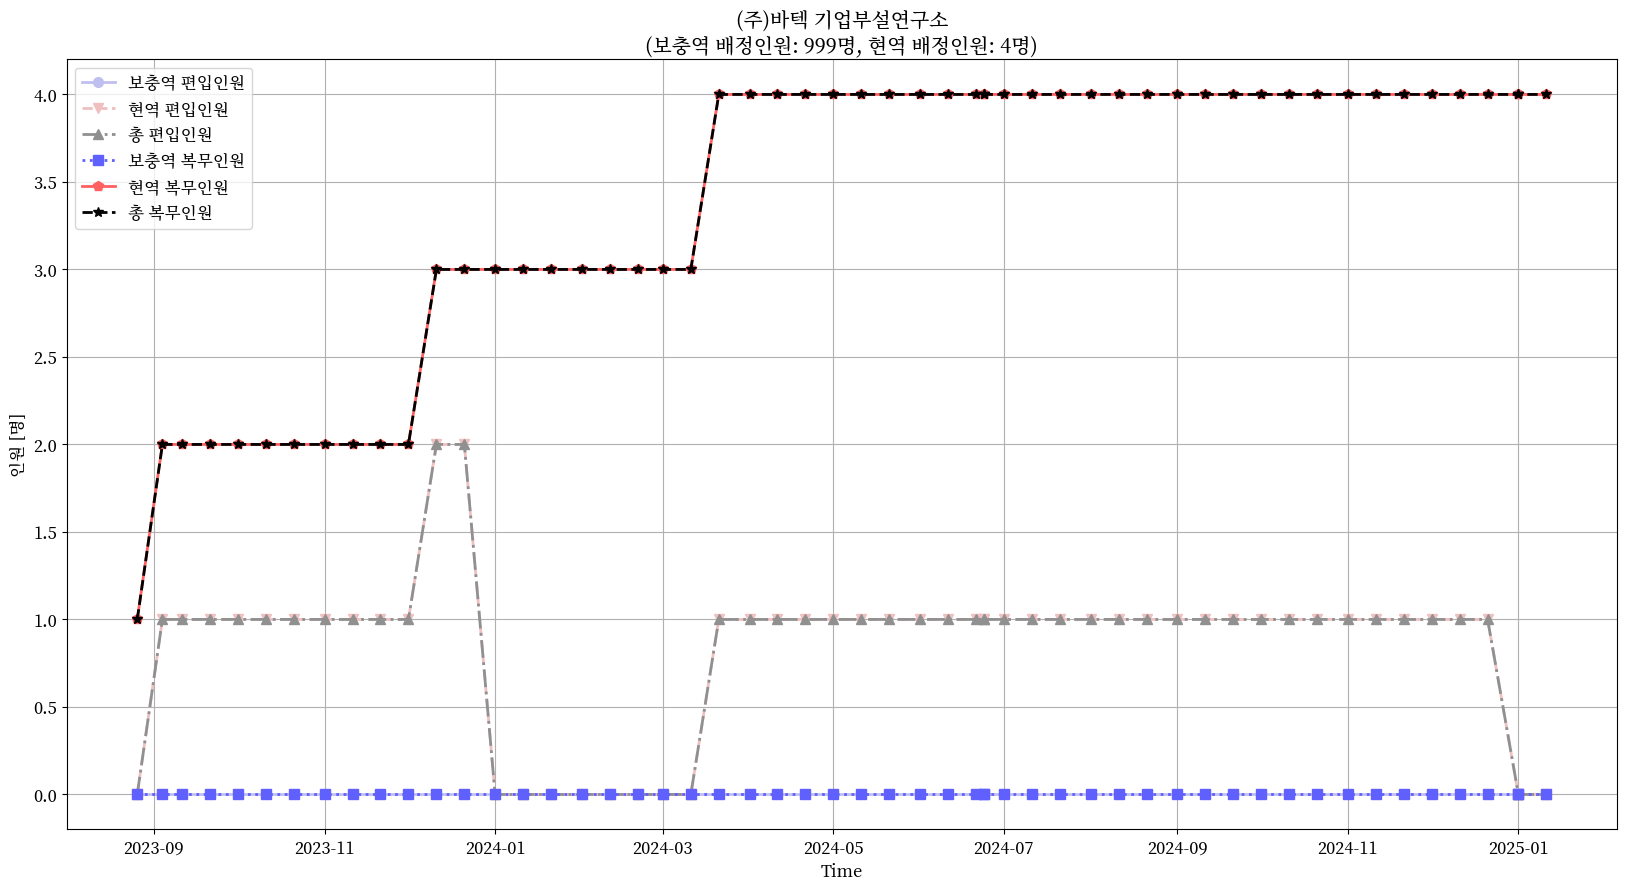 (주)바텍 기업부설연구소
(보충역 배정인원: 999명, 현역 배정인원: 4명)
보충역 편입인원
현역 편입인원
총 편입인원
보충역 복무인원
현역 복무인원
총 복무인원
인원 [명]
4.0
3.5
3.0
2.5
2.0
1.5
1.0
0.5
0.0
2023-09 2023-11 2024-01 2024-03 2024-05 2024-07 2024-09 2024-11 2025-01
Time